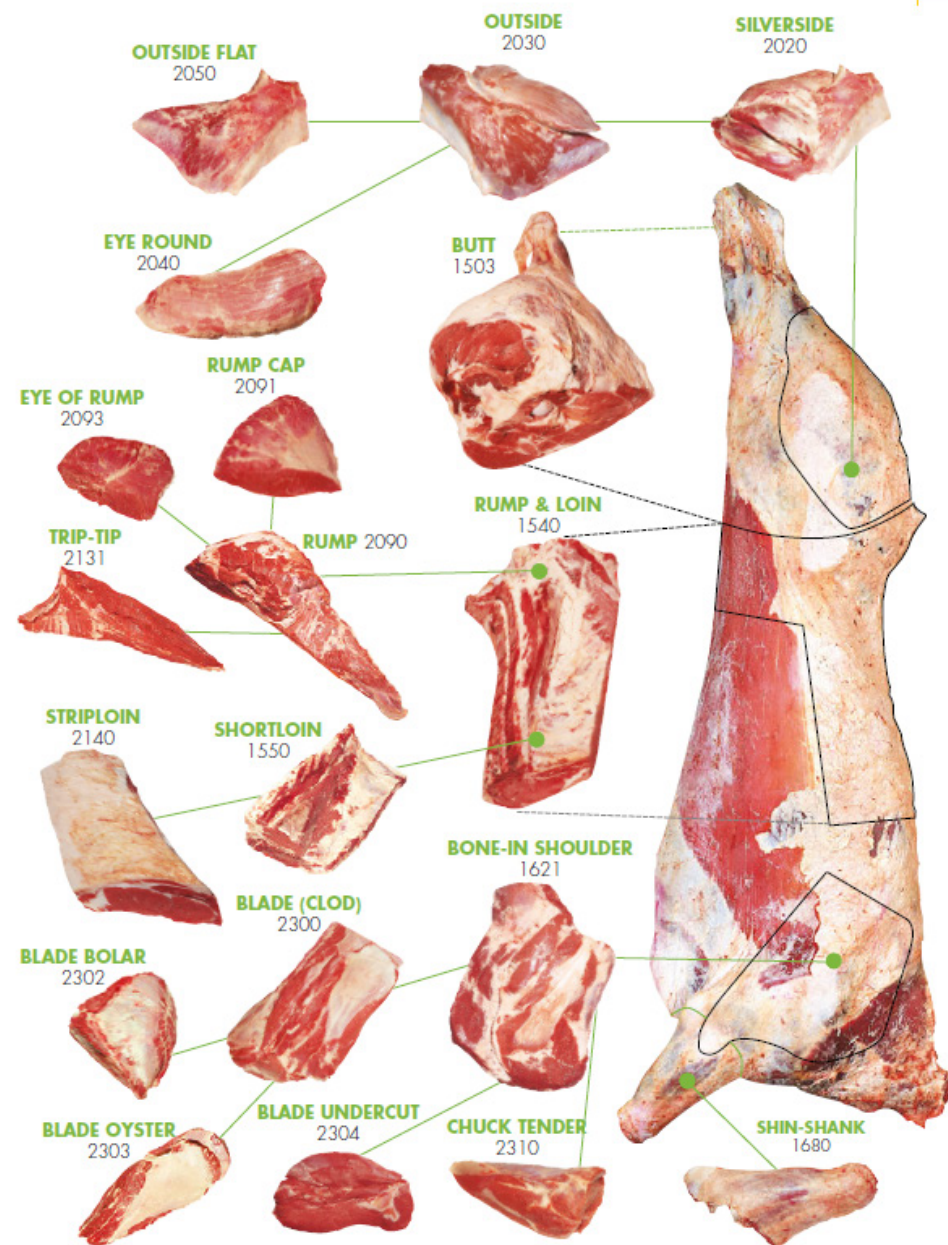 OUTSIDE FLAT
2050
OUTSIDE
2030
SILVERSIDE
2020
EYE ROUND
2040
BUTT
1503
RUMP CAP
2091
EYE OF RUMP
2093
RUMP & LOIN
1540
TRIP-TIP
2131
RUMP 2090
STRIPLOIN
2140
SHORTLOIN
1550
BONE-IN SHOULDER
1621
BLADE (CLOD)
2300
BLADE BOLAR
2302
BLADE UNDERCUT
2304
CHUCK TENDER
2310
SHIN-SHANK
1680
BLADE OYSTER
2303